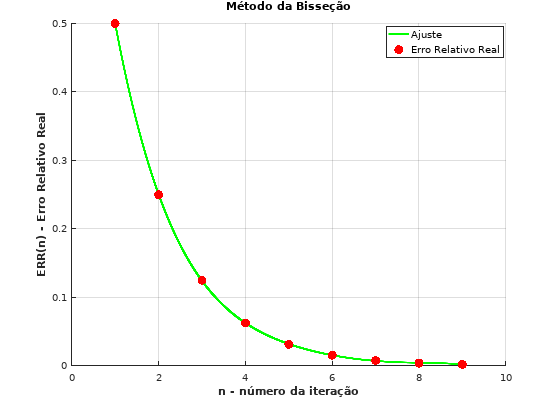 Método da Bisseção
Ajuste
Erro Relativo Real
ERR(n) - Erro Relativo Real
0.5
0.4
0.3
0.2
0.1
0
0 2 4 6 8 10
n - número da iteração